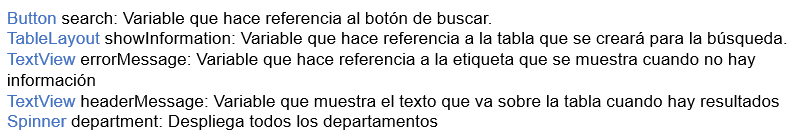 Button search: Variable que hace referencia al botón de buscar.
TableLayout showInformation: Variable que hace referencia a la tabla que se creará para la búsqueda.
TextView errorMessage: Variable que hace referencia a la etiqueta que se muestra cuando no hay
información
TextView headerMessage: Variable que muestra el texto que va sobre la tabla cuando hay resultados
Spinner department: Despliega todos los departamentos